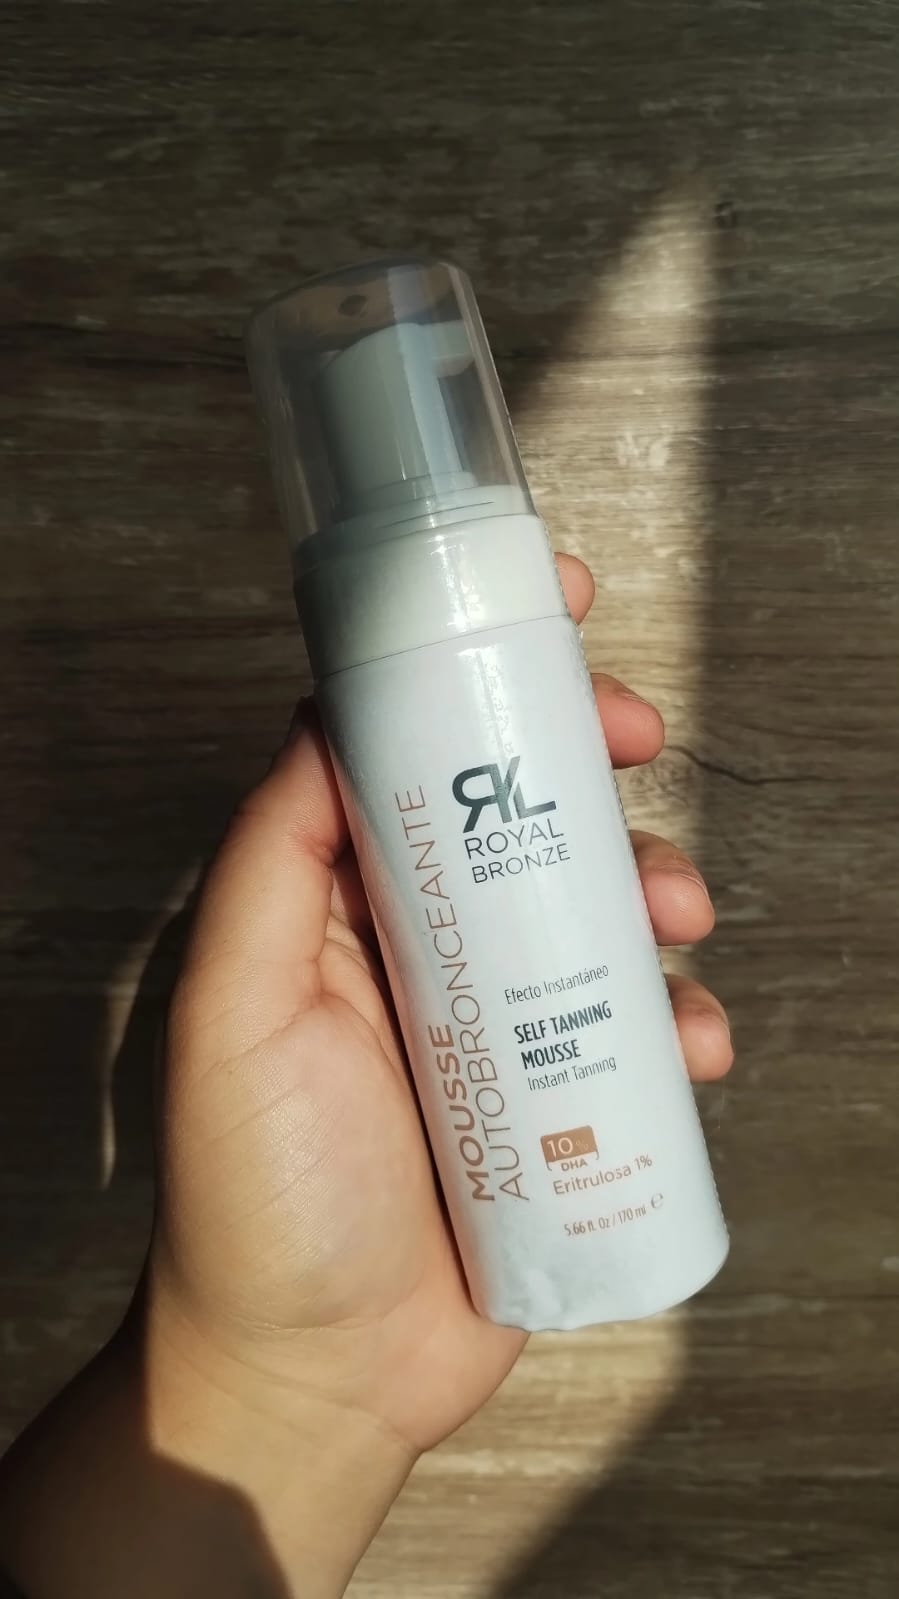 RL
ROYAL
BRONZE
MOUSSE
AUTOBRONCEANTE
Efecto Instantáneo
SELF TANNING
MOUSSE
Instant Tanning
10%
DHA
Eritrulosa 1%
5.66 fl. Oz / 170 ml ℮